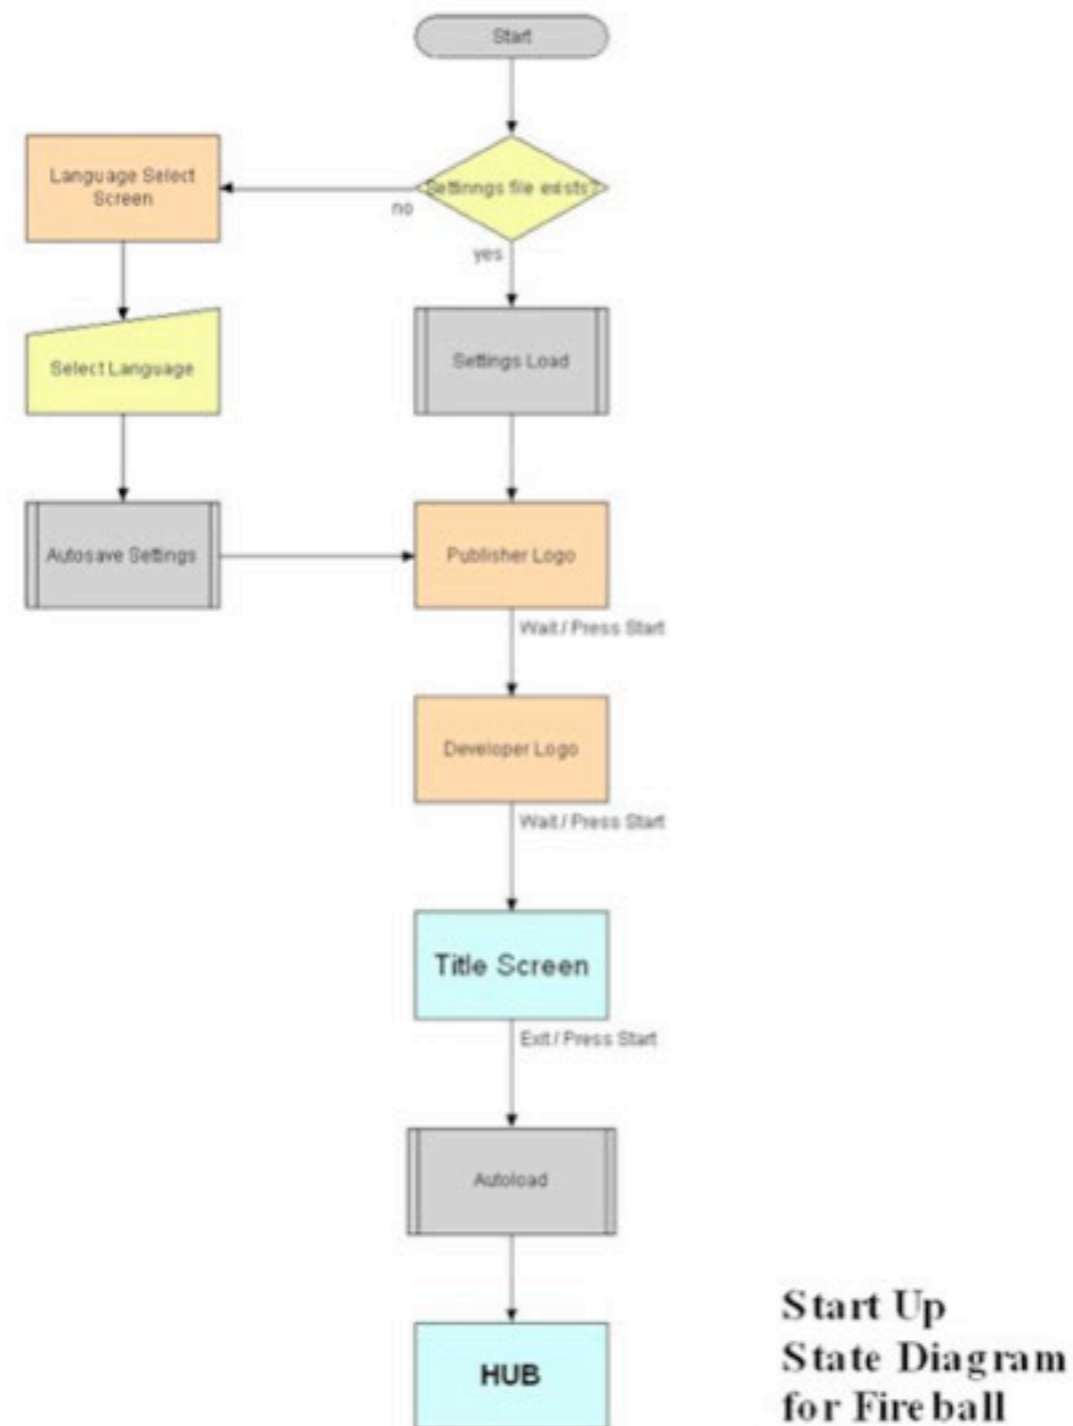 Start
Settinngs file exists?
no
yes
Language Select
Screen
Select Language
Settings Load
Autosave Settings
Publisher Logo
Wait / Press Start
Developer Logo
Wait / Press Start
Title Screen
Exit / Press Start
Autoload
HUB
Start Up
State Diagram
for Fireball